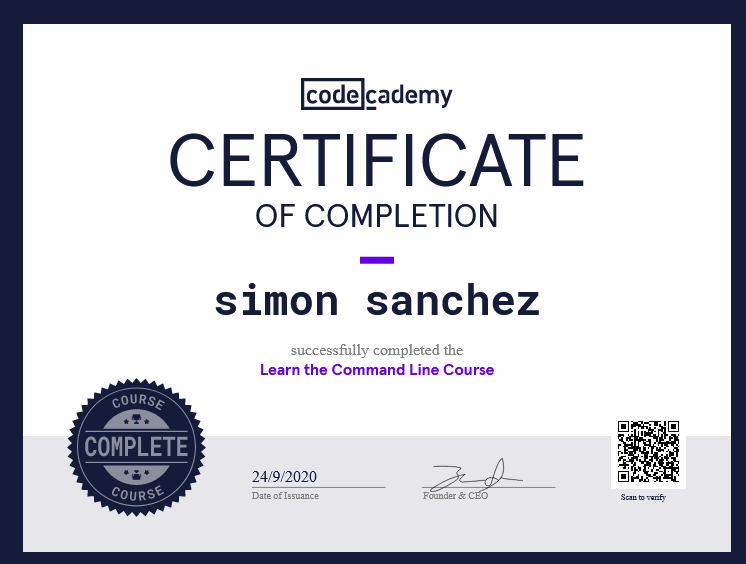 codecademy
CERTIFICATE
OF COMPLETION
simon sanchez
successfully completed the
Learn the Command Line Course
COURSE
COMPLETE
COURSE
24/9/2020
Date of Issuance
Founder & CEO
Scan to verify